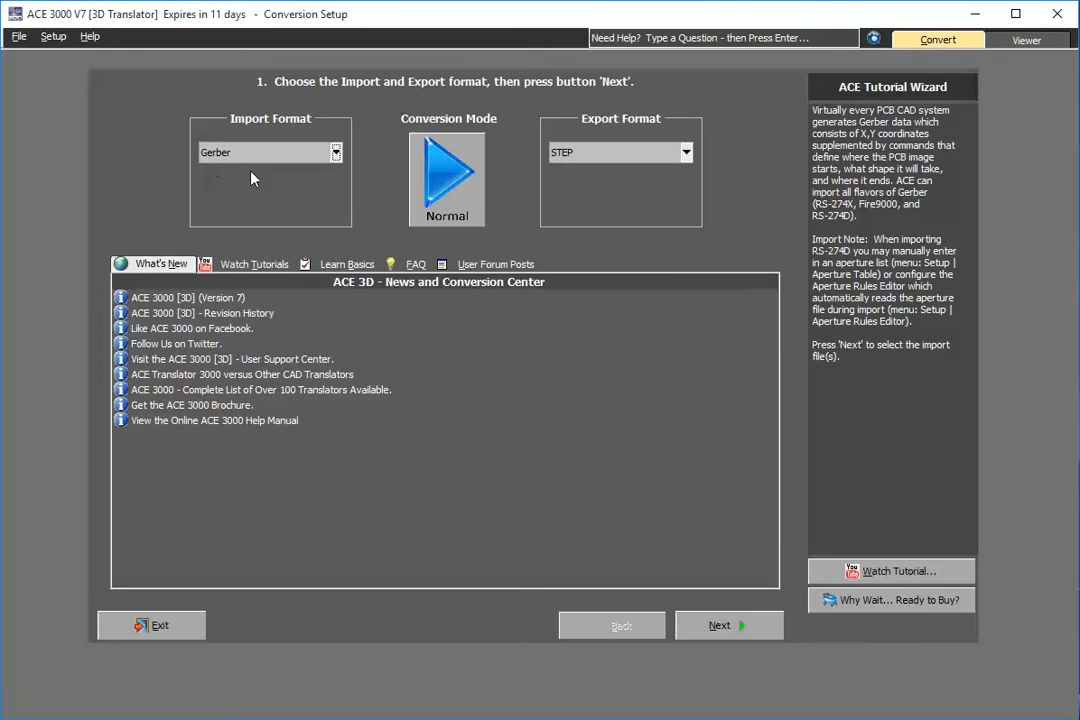 ACE 3000 V7 [3D Translator] Expires in 11 days - Conversion Setup
File Setup Help
Need Help? Type a Question - then Press Enter...
Convert
Viewer
1. Choose the Import and Export format, then press button 'Next'.
Import Format
Gerber
Conversion Mode
Normal
Export Format
STEP
What's New
Watch Tutorials
Learn Basics
FAQ
User Forum Posts
ACE 3D - News and Conversion Center
ACE 3000 [3D] (Version 7)
ACE 3000 [3D] - Revision History
Like ACE 3000 on Facebook.
Follow Us on Twitter.
Visit the ACE 3000 [3D] - User Support Center.
ACE Translator 3000 versus Other CAD Translators
ACE 3000 - Complete List of Over 100 Translators Available.
Get the ACE 3000 Brochure.
View the Online ACE 3000 Help Manual
Exit
Back
Next
ACE Tutorial Wizard
Virtually every PCB CAD system
generates Gerber data which
consists of X,Y coordinates
supplemented by commands that
define where the PCB image
starts, what shape it will take,
and where it ends. ACE can
import all flavors of Gerber
(RS-274X, Fire9000, and
RS-274D).
Import Note: When importing
RS-274D you may manually enter
in an aperture list (menu: Setup |
Aperture Table) or configure the
Aperture Rules Editor which
automatically reads the aperture
file during import (menu: Setup |
Aperture Rules Editor).
Press 'Next' to select the import
file(s).
You Tube
Watch Tutorial...
Why Wait... Ready to Buy?